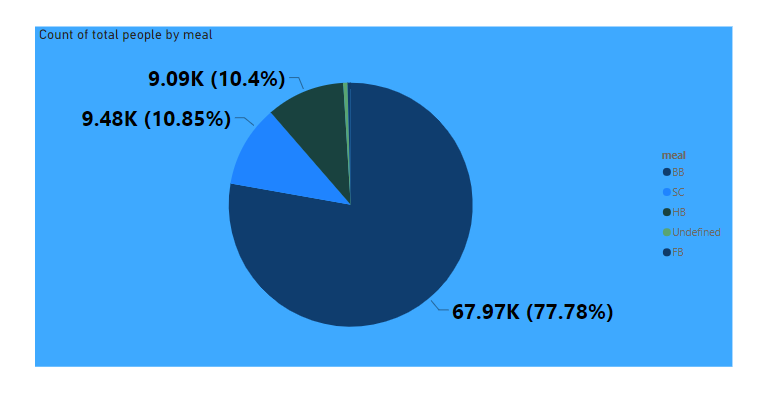 Count of total people by meal
9.09K (10.4%)
9.48K (10.85%)
67.97K (77.78%)
meal
BB
SC
HB
Undefined
FB